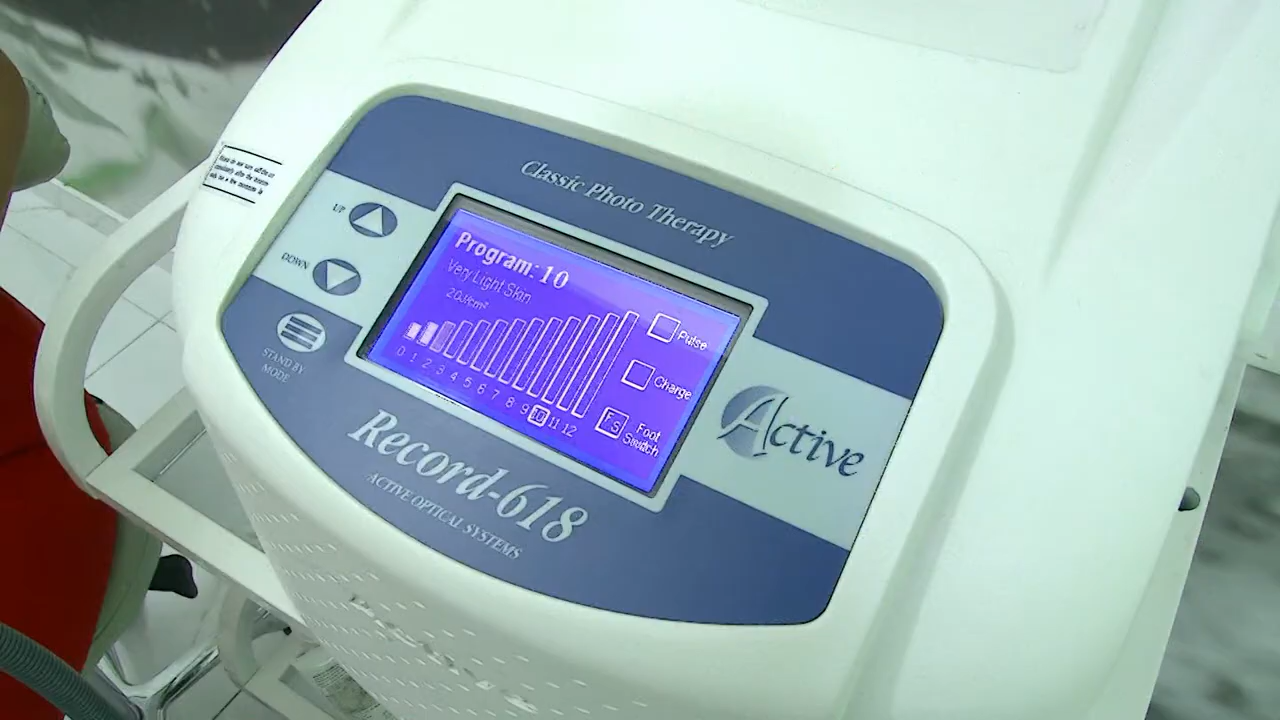 Classic Photo Therapy
UP
DOWN
STAND BY
MODE
Program: 10
Very Light Skin
20J/cm²
0 1 2 3 4 5 6 7 8 9 10 11 12
Pulse
Charge
FS Foot
Switch
Active
Record-618
ACTIVE OPTICAL SYSTEMS